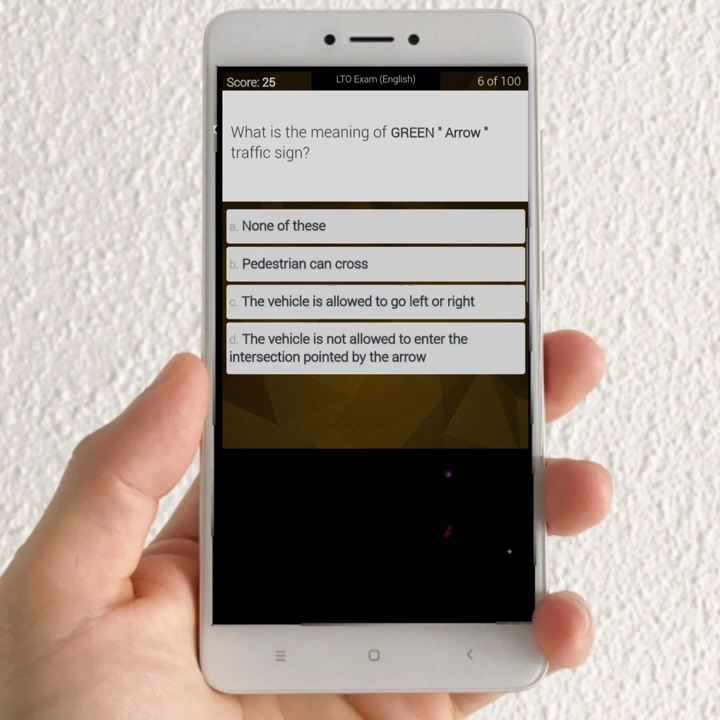 Score: 25
LTO Exam (English)
6 of 100
What is the meaning of GREEN " Arrow "
traffic sign?
a. None of these
b. Pedestrian can cross
c. The vehicle is allowed to go left or right
d. The vehicle is not allowed to enter the
intersection pointed by the arrow